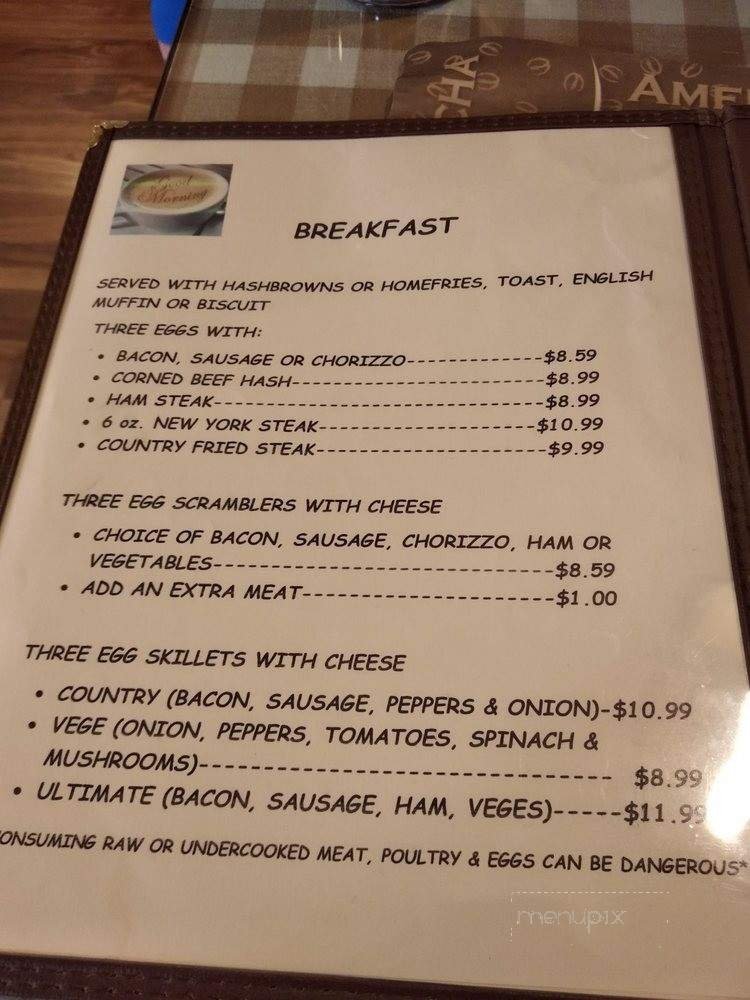 CHA
AME
Good
Morning
BREAKFAST
SERVED WITH HASHBROWNS OR HOMEFRIES, TOAST, ENGLISH
MUFFIN OR BISCUIT
THREE EGGS WITH:
• BACON, SAUSAGE OR CHORIZZO-------------$8.59
• CORNED BEEF HASH-------------------------$8.99
• HAM STEAK---------------------------------$8.99
• 6 oz. NEW YORK STEAK---------------------$10.99
• COUNTRY FRIED STEAK-----------------------$9.99
THREE EGG SCRAMBLERS WITH CHEESE
• CHOICE OF BACON, SAUSAGE, CHORIZZO, HAM OR
VEGETABLES--------------------------------$8.59
• ADD AN EXTRA MEAT----------------------$1.00
THREE EGG SKILLETS WITH CHEESE
• COUNTRY (BACON, SAUSAGE, PEPPERS & ONION)-$10.99
• VEGE (ONION, PEPPERS, TOMATOES, SPINACH &
MUSHROOMS)--------------------------------- $8.99
• ULTIMATE (BACON, SAUSAGE, HAM, VEGES)-----$11.99
ONSUMING RAW OR UNDERCOOKED MEAT, POULTRY & EGGS CAN BE DANGEROUS*
menupix